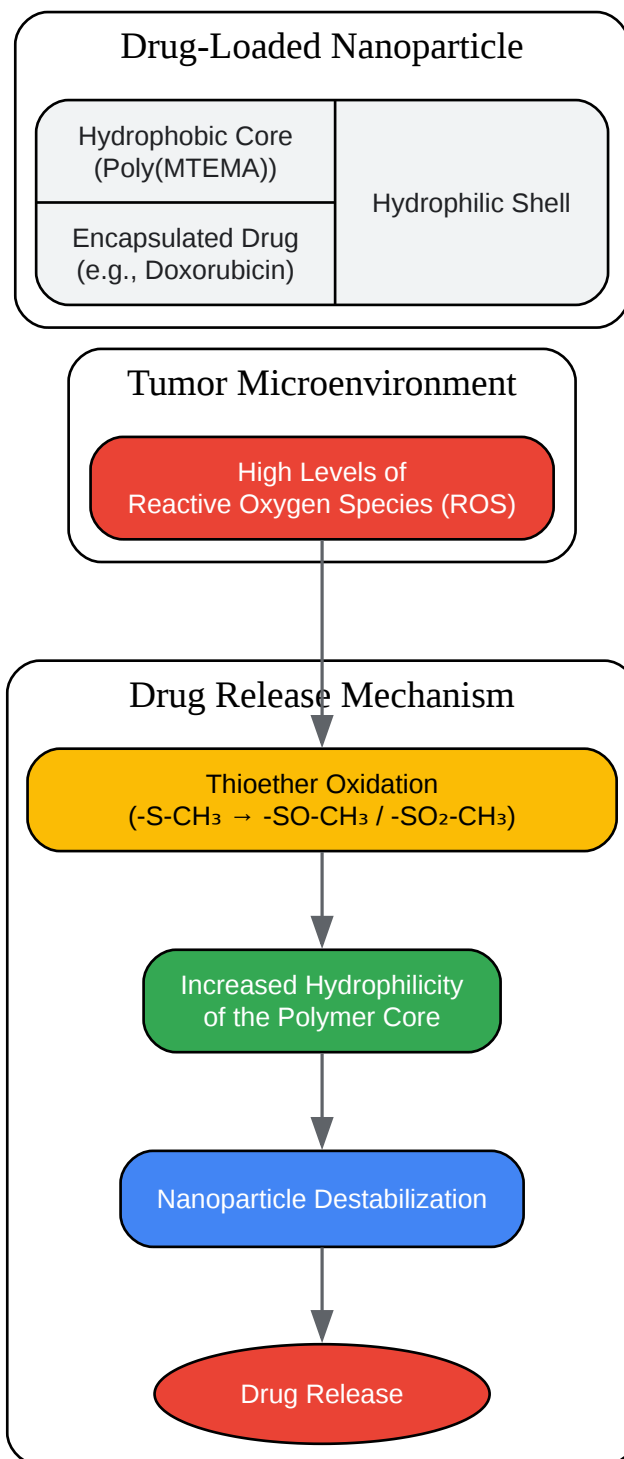 Drug-Loaded Nanoparticle
Hydrophobic Core
(Poly(MTEMA))
Encapsulated Drug
(e.g., Doxorubicin)
Hydrophilic Shell
Tumor Microenvironment
High Levels of
Reactive Oxygen Species (ROS)
Drug Release Mechanism
Thioether Oxidation
(-S-CH₃ → -SO-CH₃ / -SO₂-CH₃)
Increased Hydrophilicity
of the Polymer Core
Nanoparticle Destabilization
Drug Release